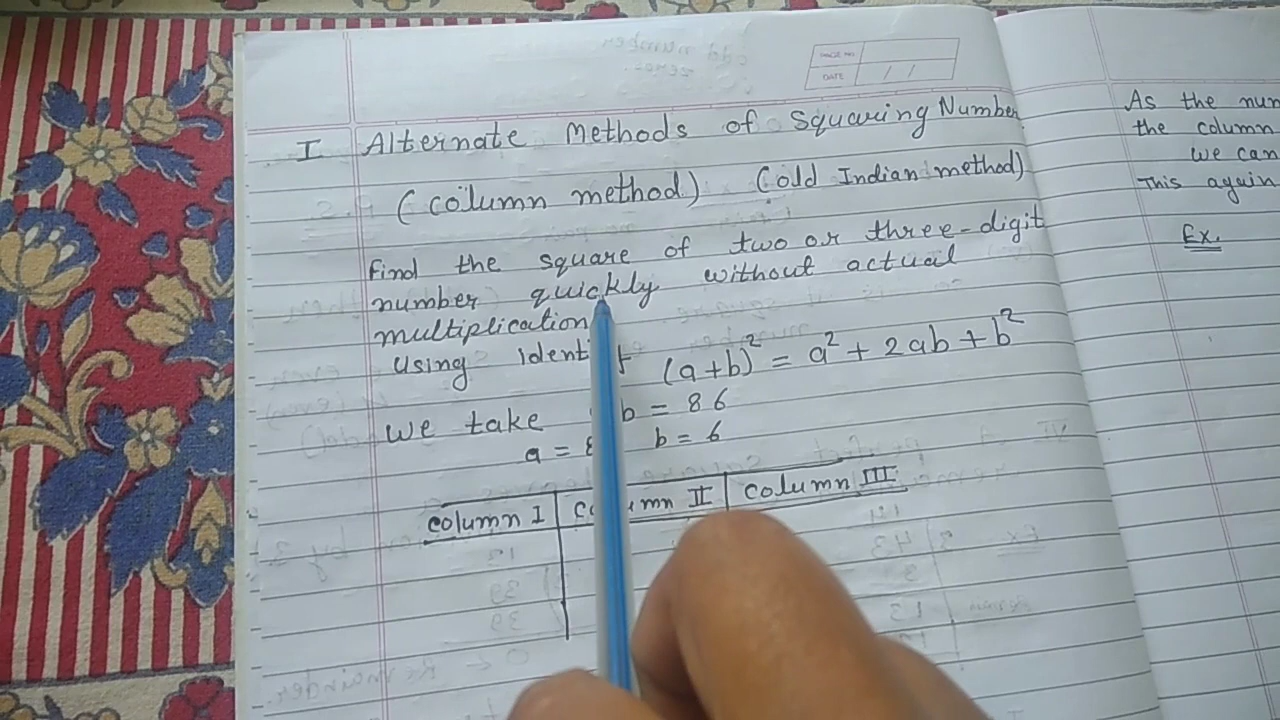 PAGE NO.
DATE / /
I Alternate Methods of Squaring Number
(column method) (old Indian method)
Find the square of two or three-digit
number quickly without actual
multiplication
Using (a+b)² = a² + 2ab + b²
we take b = 86
a = b = 6
column I column II column III
As the
the column
we can
This again
Ex.